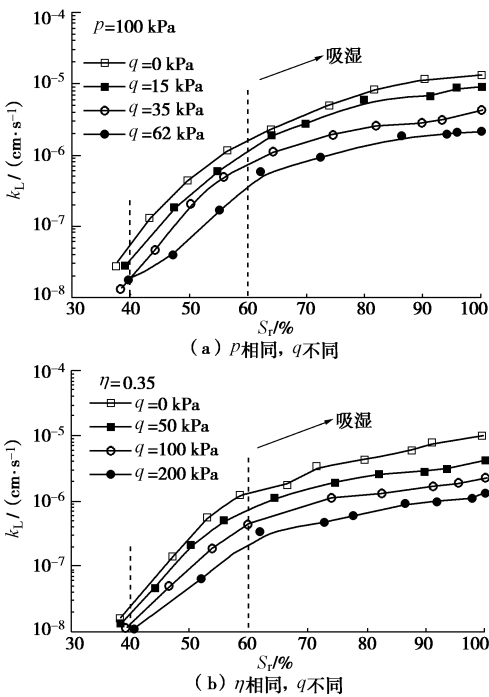 10⁻⁴
p=100 kPa
q=0 kPa
q=15 kPa
q=35 kPa
q=62 kPa
吸湿
10⁻⁵
10⁻⁶
10⁻⁷
10⁻⁸
kL/(cm·s⁻¹)
30 40 50 60 70 80 90 100
Sr/%
(a) p相同, q不同
10⁻⁴
η=0.35
q=0 kPa
q=50 kPa
q=100 kPa
q=200 kPa
吸湿
10⁻⁵
10⁻⁶
10⁻⁷
10⁻⁸
kL/(cm·s⁻¹)
30 40 50 60 70 80 90 100
Sr/%
(b) η相同, q不同